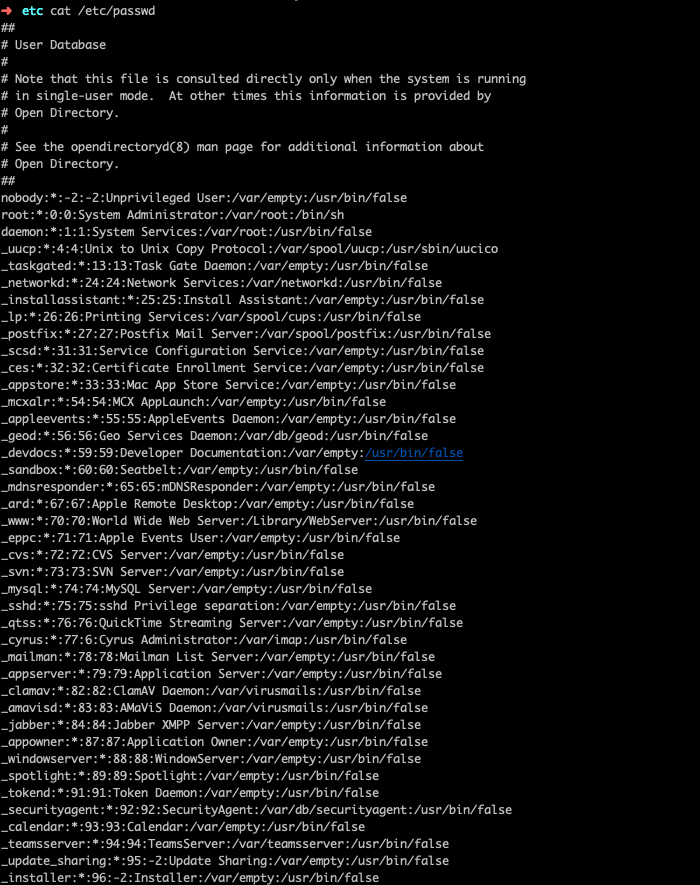 ➜ etc cat /etc/passwd
##
# User Database
#
# Note that this file is consulted directly only when the system is running
# in single-user mode.  At other times this information is provided by
# Open Directory.
#
# See the opendirectoryd(8) man page for additional information about
# Open Directory.
##
nobody:*:-2:-2:Unprivileged User:/var/empty:/usr/bin/false
root:*:0:0:System Administrator:/var/root:/bin/sh
daemon:*:1:1:System Services:/var/root:/usr/bin/false
_uucp:*:4:4:Unix to Unix Copy Protocol:/var/spool/uucp:/usr/sbin/uucico
_taskgated:*:13:13:Task Gate Daemon:/var/empty:/usr/bin/false
_networkd:*:24:24:Network Services:/var/networkd:/usr/bin/false
_installassistant:*:25:25:Install Assistant:/var/empty:/usr/bin/false
_lp:*:26:26:Printing Services:/var/spool/cups:/usr/bin/false
_postfix:*:27:27:Postfix Mail Server:/var/spool/postfix:/usr/bin/false
_scsd:*:31:31:Service Configuration Service:/var/empty:/usr/bin/false
_ces:*:32:32:Certificate Enrollment Service:/var/empty:/usr/bin/false
_appstore:*:33:33:Mac App Store Service:/var/empty:/usr/bin/false
_mcxalr:*:54:54:MCX AppLaunch:/var/empty:/usr/bin/false
_appleevents:*:55:55:AppleEvents Daemon:/var/empty:/usr/bin/false
_geod:*:56:56:Geo Services Daemon:/var/db/geod:/usr/bin/false
_devdocs:*:59:59:Developer Documentation:/var/empty:/usr/bin/false
_sandbox:*:60:60:Seatbelt:/var/empty:/usr/bin/false
_mdnsresponder:*:65:65:mDNSResponder:/var/empty:/usr/bin/false
_ard:*:67:67:Apple Remote Desktop:/var/empty:/usr/bin/false
_www:*:70:70:World Wide Web Server:/Library/WebServer:/usr/bin/false
_eppc:*:71:71:Apple Events User:/var/empty:/usr/bin/false
_cvs:*:72:72:CVS Server:/var/empty:/usr/bin/false
_svn:*:73:73:SVN Server:/var/empty:/usr/bin/false
_mysql:*:74:74:MySQL Server:/var/empty:/usr/bin/false
_sshd:*:75:75:sshd Privilege separation:/var/empty:/usr/bin/false
_qtss:*:76:76:QuickTime Streaming Server:/var/empty:/usr/bin/false
_cyrus:*:77:6:Cyrus Administrator:/var/imap:/usr/bin/false
_mailman:*:78:78:Mailman List Server:/var/empty:/usr/bin/false
_appserver:*:79:79:Application Server:/var/empty:/usr/bin/false
_clamav:*:82:82:ClamAV Daemon:/var/virusmails:/usr/bin/false
_amavisd:*:83:83:AMaViS Daemon:/var/virusmails:/usr/bin/false
_jabber:*:84:84:Jabber XMPP Server:/var/empty:/usr/bin/false
_appowner:*:87:87:Application Owner:/var/empty:/usr/bin/false
_windowserver:*:88:88:WindowServer:/var/empty:/usr/bin/false
_spotlight:*:89:89:Spotlight:/var/empty:/usr/bin/false
_tokend:*:91:91:Token Daemon:/var/empty:/usr/bin/false
_securityagent:*:92:92:SecurityAgent:/var/db/securityagent:/usr/bin/false
_calendar:*:93:93:Calendar:/var/empty:/usr/bin/false
_teamsserver:*:94:94:TeamsServer:/var/teamsserver:/usr/bin/false
_update_sharing:*:95:-2:Update Sharing:/var/empty:/usr/bin/false
_installer:*:96:-2:Installer:/var/empty:/usr/bin/false